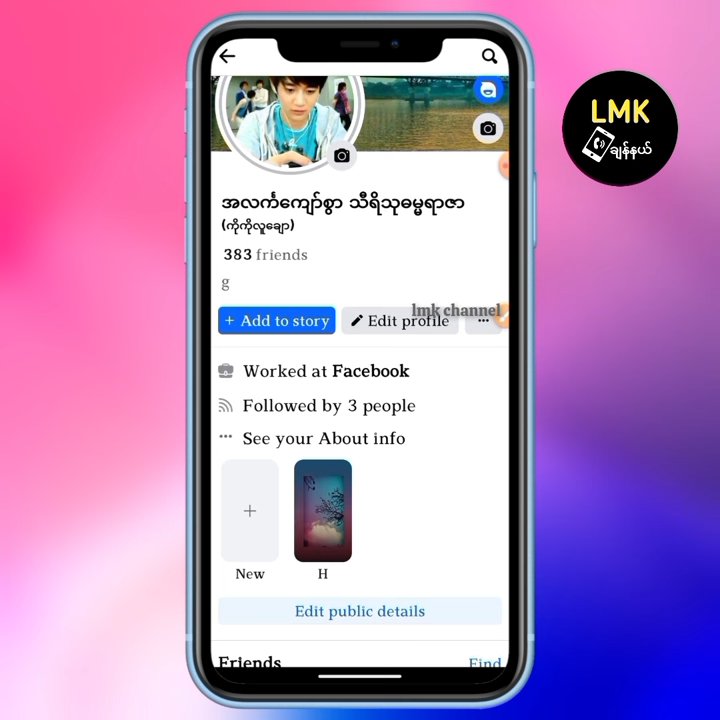 LMK
ချန်နယ်
အလင်္ကကျော်စွာ သီရိသုဓမ္မရာဇာ
(ကိုကိုလူချော)
383 friends
g
lmk channel
+ Add to story
Edit profile
Worked at Facebook
Followed by 3 people
See your About info
New
H
Edit public details
Friends
Find